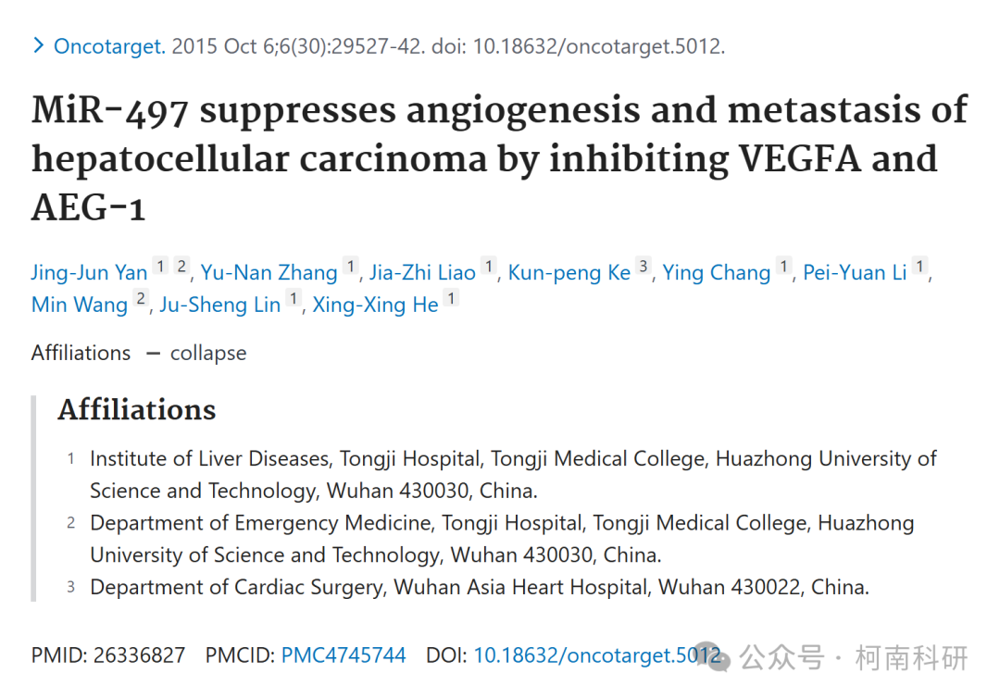 > Oncotarget. 2015 Oct 6;6(30):29527-42. doi: 10.18632/oncotarget.5012.
MiR-497 suppresses angiogenesis and metastasis of
hepatocellular carcinoma by inhibiting VEGFA and
AEG-1
Jing-Jun Yan 1 2, Yu-Nan Zhang 1, Jia-Zhi Liao 1, Kun-peng Ke 3, Ying Chang 1, Pei-Yuan Li 1,
Min Wang 2, Ju-Sheng Lin 1, Xing-Xing He 1
Affiliations – collapse
Affiliations
1 Institute of Liver Diseases, Tongji Hospital, Tongji Medical College, Huazhong University of
Science and Technology, Wuhan 430030, China.
2 Department of Emergency Medicine, Tongji Hospital, Tongji Medical College, Huazhong
University of Science and Technology, Wuhan 430030, China.
3 Department of Cardiac Surgery, Wuhan Asia Heart Hospital, Wuhan 430022, China.
PMID: 26336827 PMCID: PMC4745744 DOI: 10.18632/oncotarget.5012
公众号 · 柯南科研